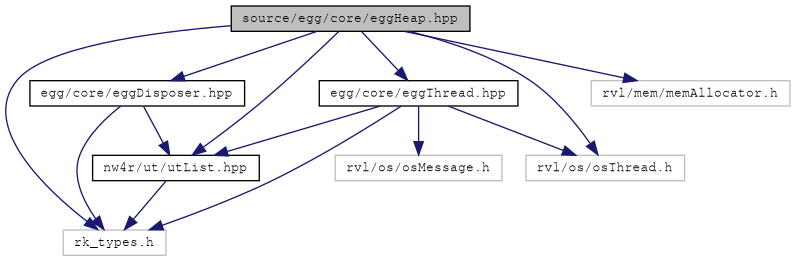 source/egg/core/eggHeap.hpp
egg/core/eggDisposer.hpp
egg/core/eggThread.hpp
rvl/mem/memAllocator.h
nw4r/ut/utList.hpp
rvl/os/osMessage.h
rvl/os/osThread.h
rk_types.h